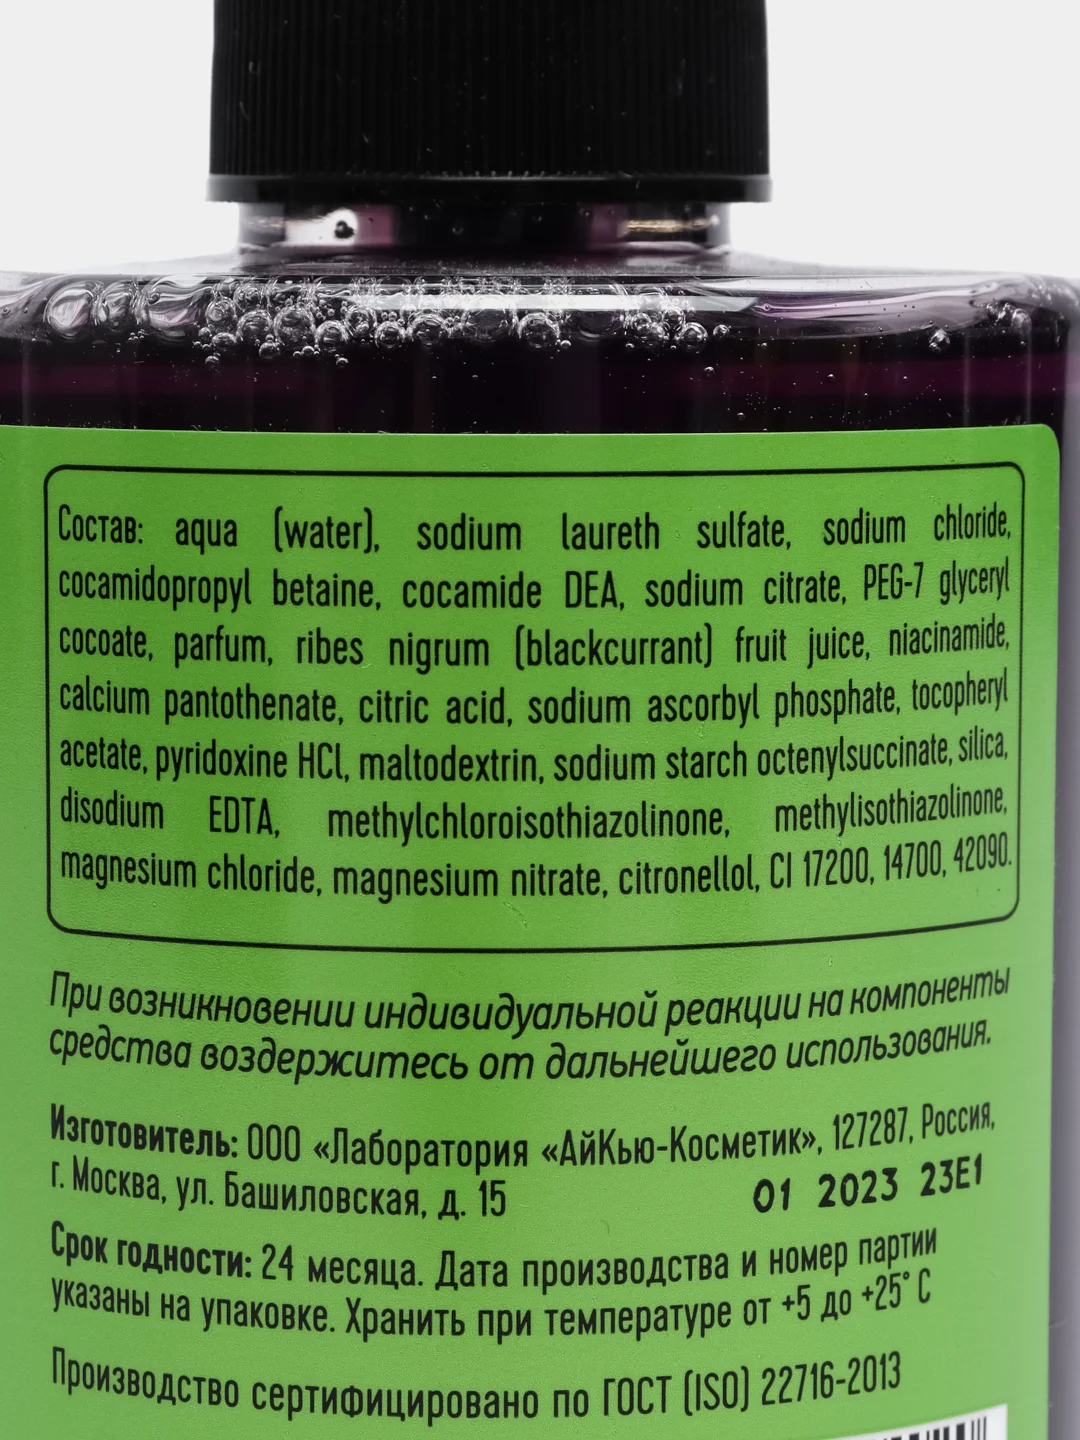 Состав: aqua (water), sodium laureth sulfate, sodium chloride,
cocamidopropyl betaine, cocamide DEA, sodium citrate, PEG-7 glyceryl
cocoate, parfum, ribes nigrum (blackcurrant) fruit juice, niacinamide,
calcium pantothenate, citric acid, sodium ascorbyl phosphate, tocopheryl
acetate, pyridoxine HCl, maltodextrin, sodium starch octenylsuccinate, silica,
disodium EDTA, methylchloroisothiazolinone, methylisothiazolinone,
magnesium chloride, magnesium nitrate, citronellol, CI 17200, 14700, 42090.
При возникновении индивидуальной реакции на компоненты
средства воздержитесь от дальнейшего использования.
Изготовитель: ООО «Лаборатория «АйКью-Косметик», 127287, Россия,
г. Москва, ул. Башиловская, д. 15
01 2023 23E1
Срок годности: 24 месяца. Дата производства и номер партии
указаны на упаковке. Хранить при температуре от +5 до +25° С
Производство сертифицировано по ГОСТ (ISO) 22716-2013